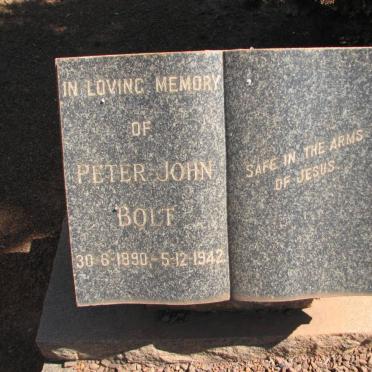 IN LOVING MEMORY
OF
PETER JOHN
BOLT
30-6-1890 - 5-12-1942
SAFE IN THE ARMS
OF JESUS.